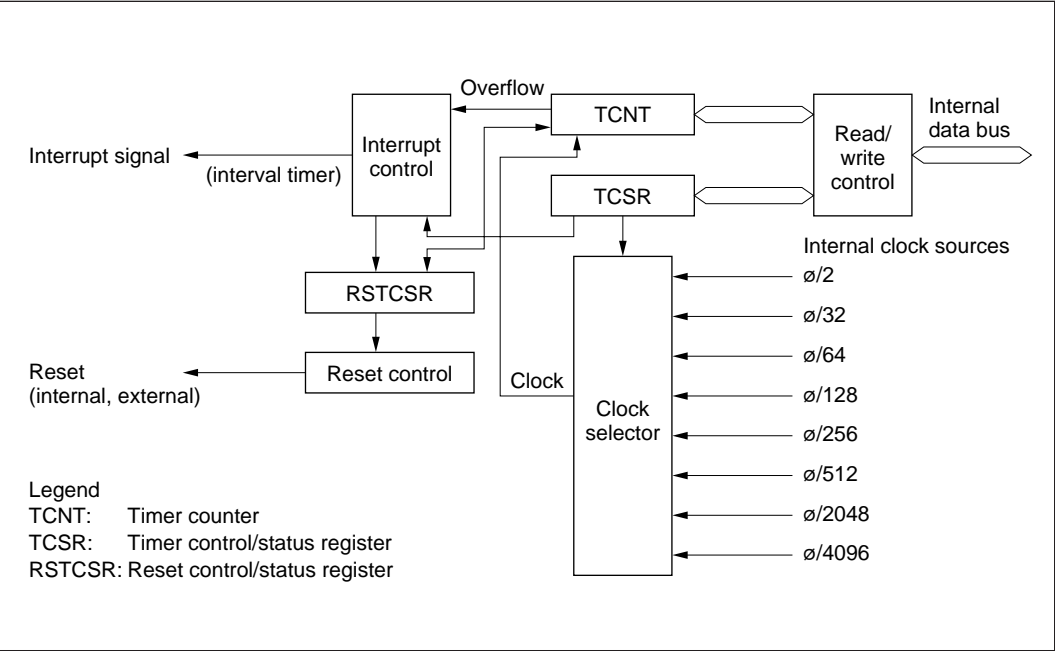 Overflow
TCNT
Internal
data bus
Read/
write
control
Interrupt
control
Interrupt signal
(interval timer)
TCSR
Internal clock sources
RSTCSR
ø/2
ø/32
ø/64
ø/128
ø/256
ø/512
ø/2048
ø/4096
Reset control
Reset
(internal, external)
Clock
Clock
selector
Legend
TCNT: Timer counter
TCSR: Timer control/status register
RSTCSR: Reset control/status register